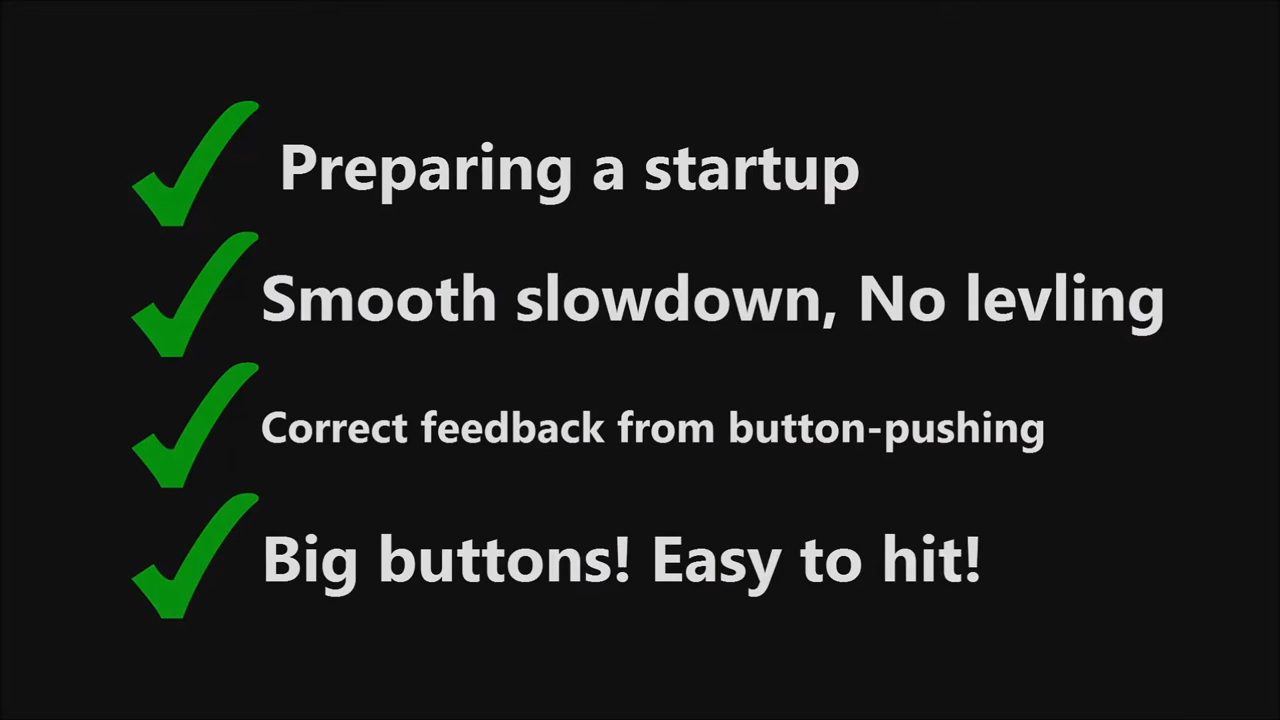 Preparing a startup
Smooth slowdown, No levling
Correct feedback from button-pushing
Big buttons! Easy to hit!